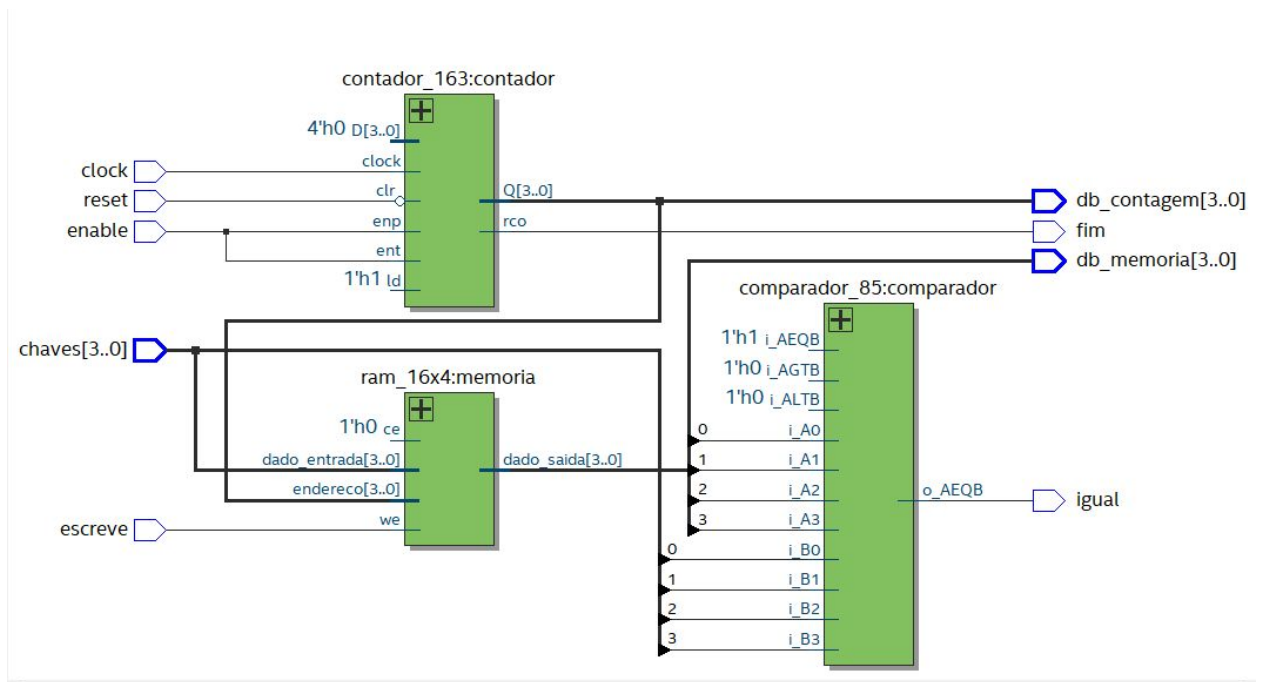 contador_163:contador
4'h0 D[3..0]
clock clock
reset clr Q[3..0] db_contagem[3..0]
enable enp rco fim
ent db_memoria[3..0]
1'h1 ld
comparador_85:comparador
chaves[3..0] 1'h1 i_AEQB
ram_16x4:memoria 1'h0 i_AGTB
1'h0 i_ALTB
1'h0 ce 0 i_A0
dado_entrada[3..0] dado_saida[3..0] 1 i_A1
endereco[3..0] 2 i_A2 o_AEQB igual
escreve we 3 i_A3
0 i_B0
1 i_B1
2 i_B2
3 i_B3